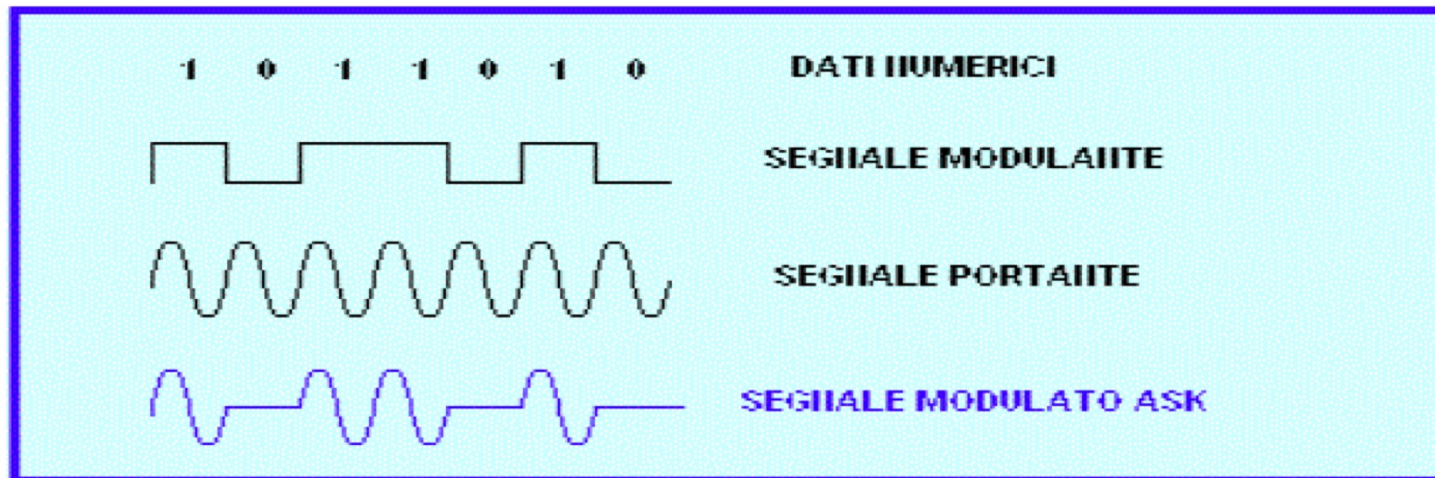 1 0 1 1 0 1 0 DATI NUMERICI
SEGNALE MODULANTE
SEGNALE PORTANTE
SEGNALE MODULATO ASK